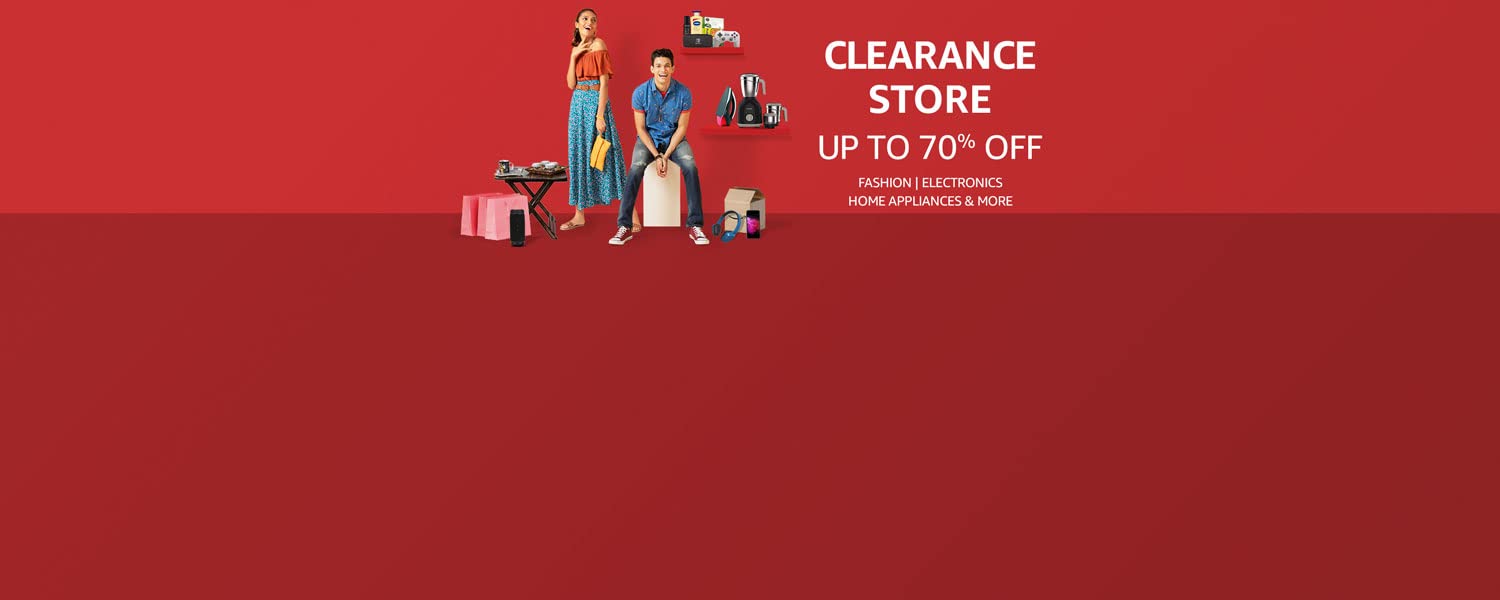 CLEARANCE
STORE
UP TO 70% OFF
FASHION | ELECTRONICS
HOME APPLIANCES & MORE